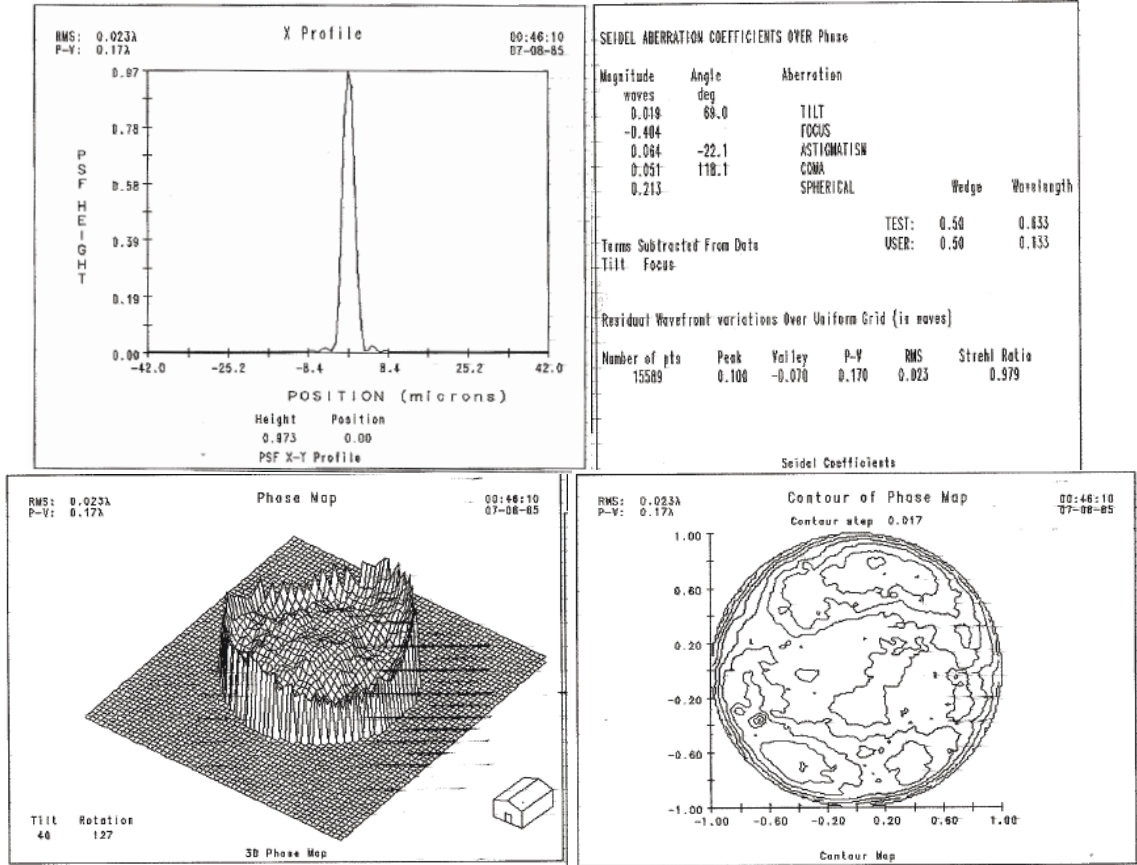 X Profile
RMS: 0.023λ
P-V: 0.17λ
00:46:10
07-08-85
0.97
0.78
0.58
0.39
0.19
0.00
PSF HEIGHT
-42.0 -25.2 -8.4 8.4 25.2 42.0
POSITION (microns)
Height Position
0.973 0.00
PSF X-Y Profile
SEIDEL ABERRATION COEFFICIENTS OVER Phase
Magnitude Angle Aberration
waves deg
0.019 69.0 TILT
-0.404 FOCUS
0.064 -22.1 ASTIGMATISM
0.051 118.1 COMA
0.213 SPHERICAL
Wedge Wavelength
TEST: 0.50
USER: 0.50
Terms Subtracted From Data
Tilt Focus
Residual Wavefront variations Over Uniform Grid (in waves)
Number of pts Peak Valley P-V RMS Strehl Ratio
15589 0.100 -0.070 0.170 0.023 0.979
Seidel Coefficients
RMS: 0.023λ
P-V: 0.17λ
Phase Map
00:46:10
07-08-85
Tilt Rotation
40 127
3D Phase Map
RMS: 0.023λ
P-V: 0.17λ
Contour of Phase Map
00:46:10
07-08-85
Contour step 0.017
1.00
0.60
0.20
-0.20
-0.60
-1.00
-1.00 -0.60 -0.20 0.20 0.60 1.00
Contour Map